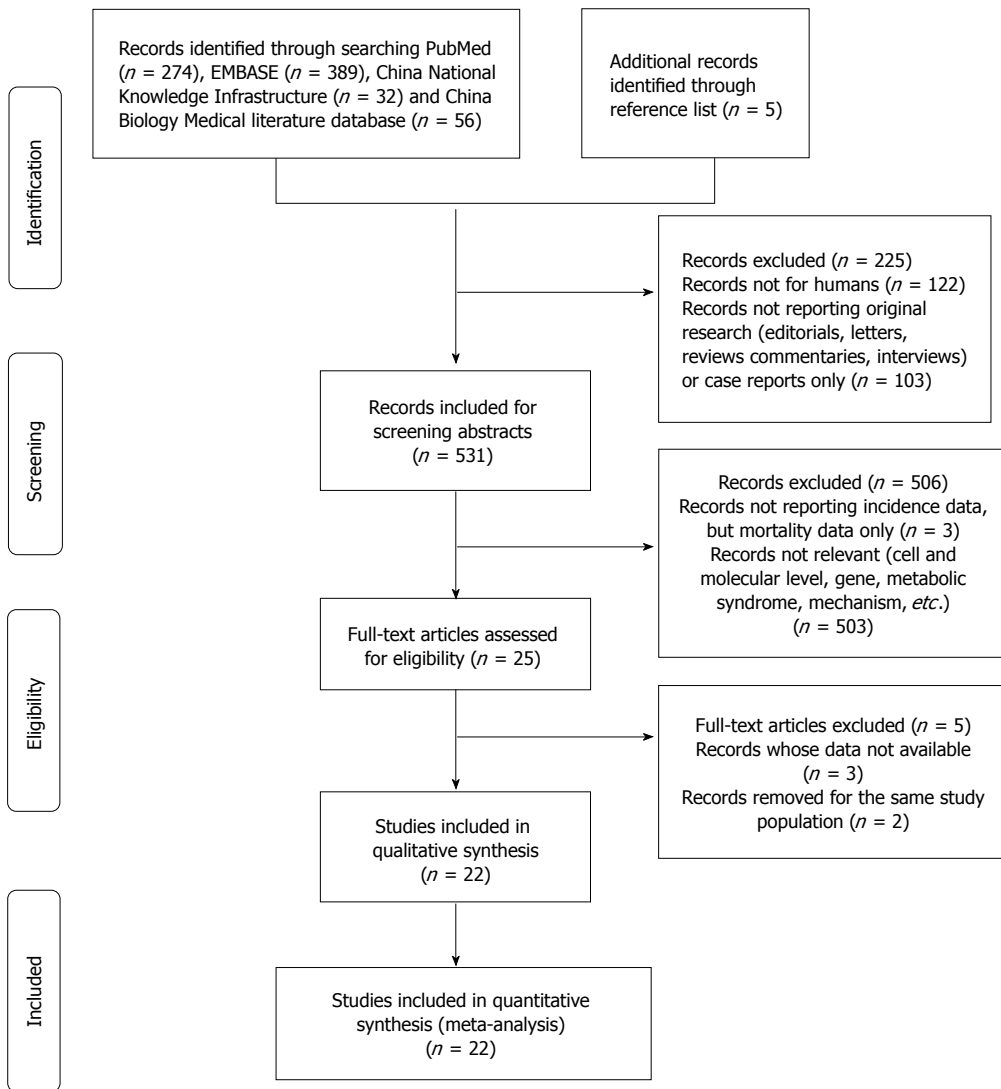 Records identified through searching PubMed
(n = 274), EMBASE (n = 389), China National
Knowledge Infrastructure (n = 32) and China
Biology Medical literature database (n = 56)
Additional records
identified through
reference list (n = 5)
Identification
Records excluded (n = 225)
Records not for humans (n = 122)
Records not reporting original
research (editorials, letters,
reviews commentaries, interviews)
or case reports only (n = 103)
Screening
Records included for
screening abstracts
(n = 531)
Records excluded (n = 506)
Records not reporting incidence data,
but mortality data only (n = 3)
Records not relevant (cell and
molecular level, gene, metabolic
syndrome, mechanism, etc.)
(n = 503)
Eligibility
Full-text articles assessed
for eligibility (n = 25)
Full-text articles excluded (n = 5)
Records whose data not available
(n = 3)
Records removed for the same study
population (n = 2)
Studies included in
qualitative synthesis
(n = 22)
Included
Studies included in quantitative
synthesis (meta-analysis)
(n = 22)